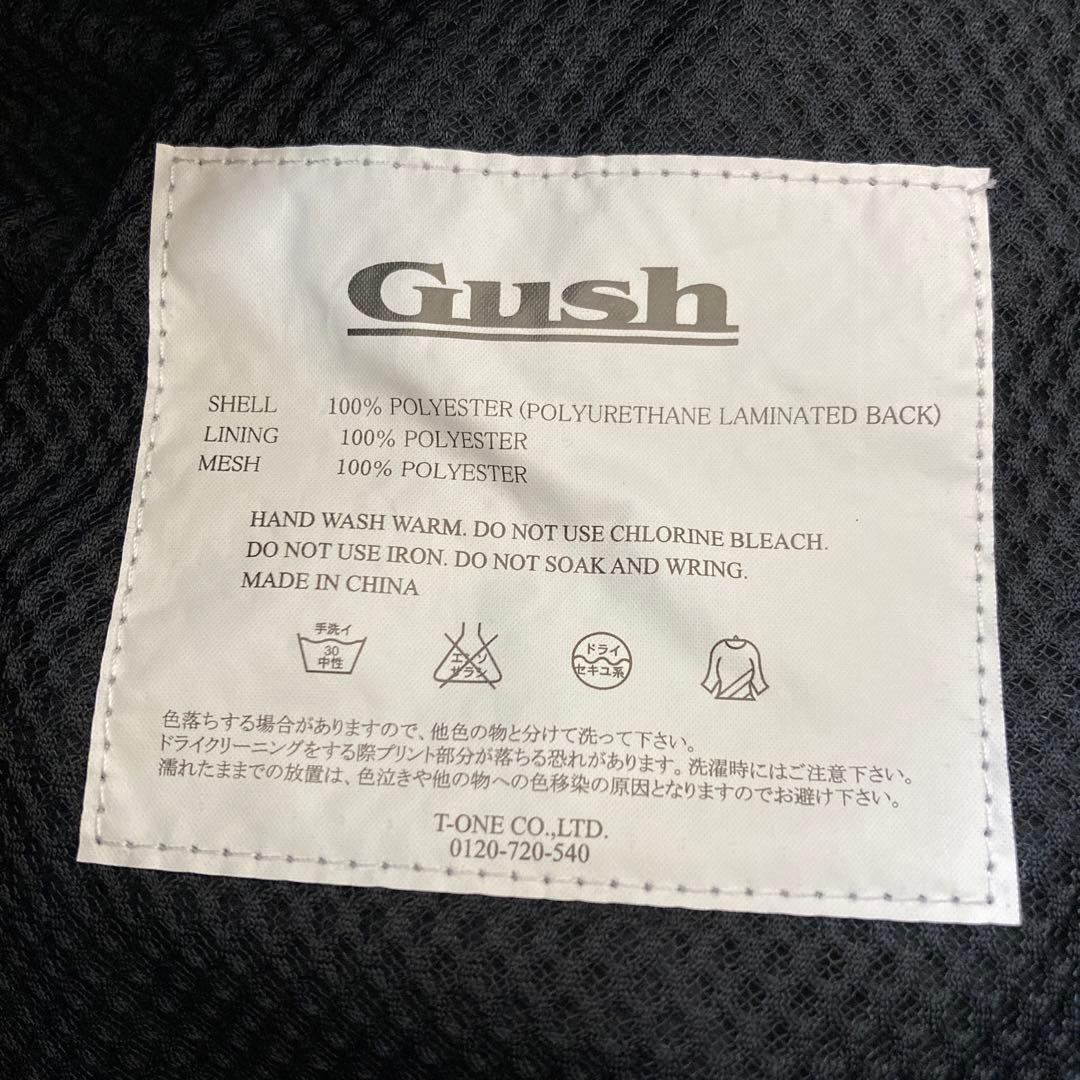 Gush
SHELL 100% POLYESTER (POLYURETHANE LAMINATED BACK)
LINING 100% POLYESTER
MESH 100% POLYESTER
HAND WASH WARM. DO NOT USE CHLORINE BLEACH.
DO NOT USE IRON. DO NOT SOAK AND WRING.
MADE IN CHINA
手洗イ
30
中性
エンソ
サラシ
ドライ
セキユ系
色落ちする場合がありますので、他色の物と分けて洗って下さい。
ドライクリーニングをする際プリント部分が落ちる恐れがあります。洗濯時にはご注意下さい。
濡れたままでの放置は、色泣きや他の物への色移染の原因となりますのでお避け下さい。
T-ONE CO.,LTD.
0120-720-540